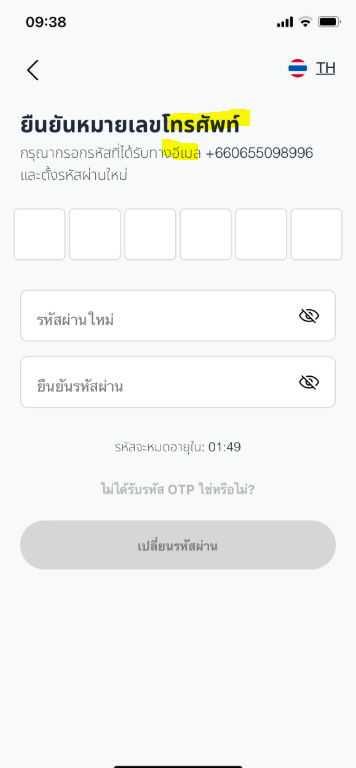 09:38
TH
ยืนยันหมายเลขโทรศัพท์
กรุณากรอกรหัสที่ได้รับทางอีเมล +660655098996
และตั้งรหัสผ่านใหม่
รหัสผ่านใหม่
ยืนยันรหัสผ่าน
รหัสจะหมดอายุใน: 01:49
ไม่ได้รับรหัส OTP ใช่หรือไม่?
เปลี่ยนรหัสผ่าน